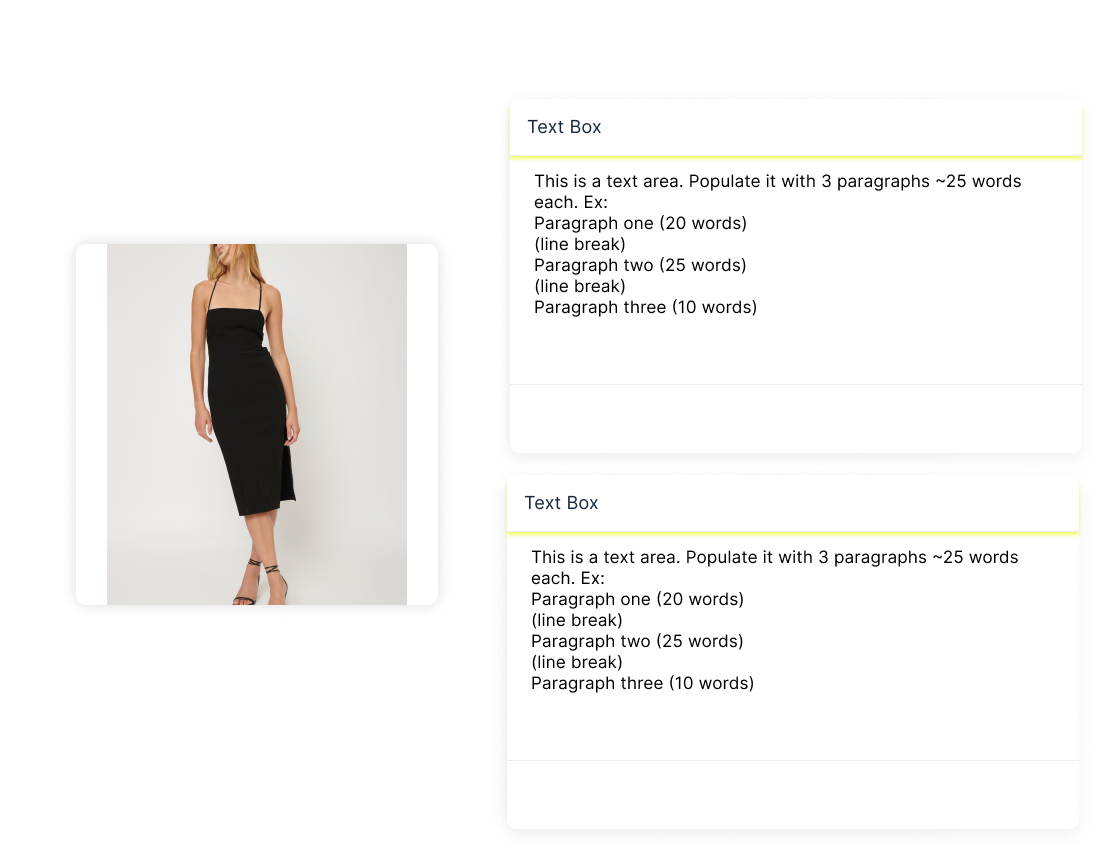 Text Box
This is a text area. Populate it with 3 paragraphs ~25 words
each. Ex:
Paragraph one (20 words)
(line break)
Paragraph two (25 words)
(line break)
Paragraph three (10 words)
Text Box
This is a text area. Populate it with 3 paragraphs ~25 words
each. Ex:
Paragraph one (20 words)
(line break)
Paragraph two (25 words)
(line break)
Paragraph three (10 words)